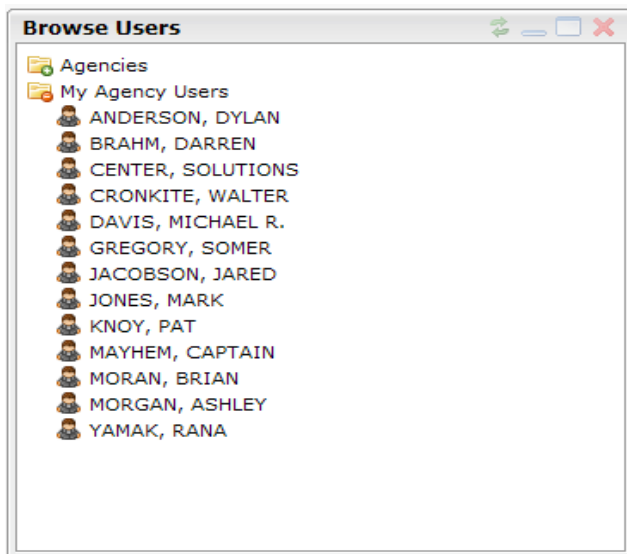 Browse Users
Agencies
My Agency Users
ANDERSON, DYLAN
BRAHM, DARREN
CENTER, SOLUTIONS
CRONKITE, WALTER
DAVIS, MICHAEL R.
GREGORY, SOMER
JACOBSON, JARED
JONES, MARK
KNOY, PAT
MAYHEM, CAPTAIN
MORAN, BRIAN
MORGAN, ASHLEY
YAMAK, RANA